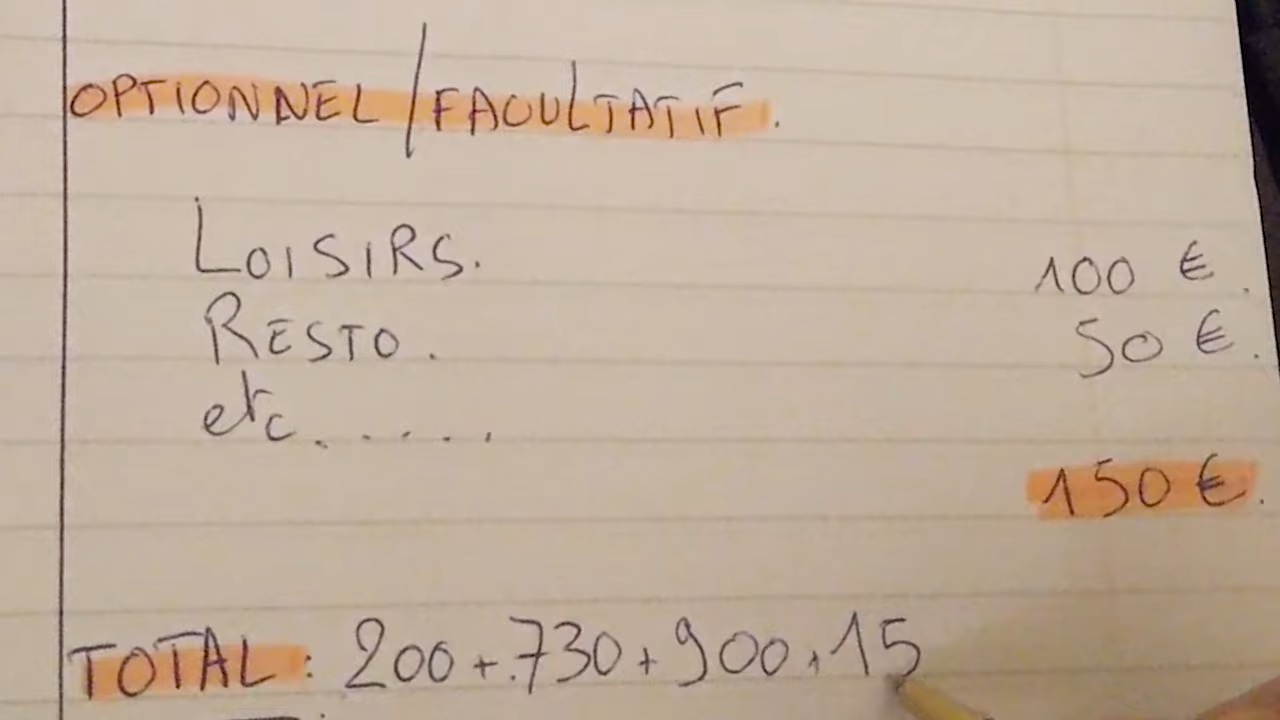 OPTIONNEL / FACULTATIF.
LOISIRS. 100 €.
RESTO. 50 €.
etc......
150 €.
TOTAL: 200 + 730 + 900 + 15